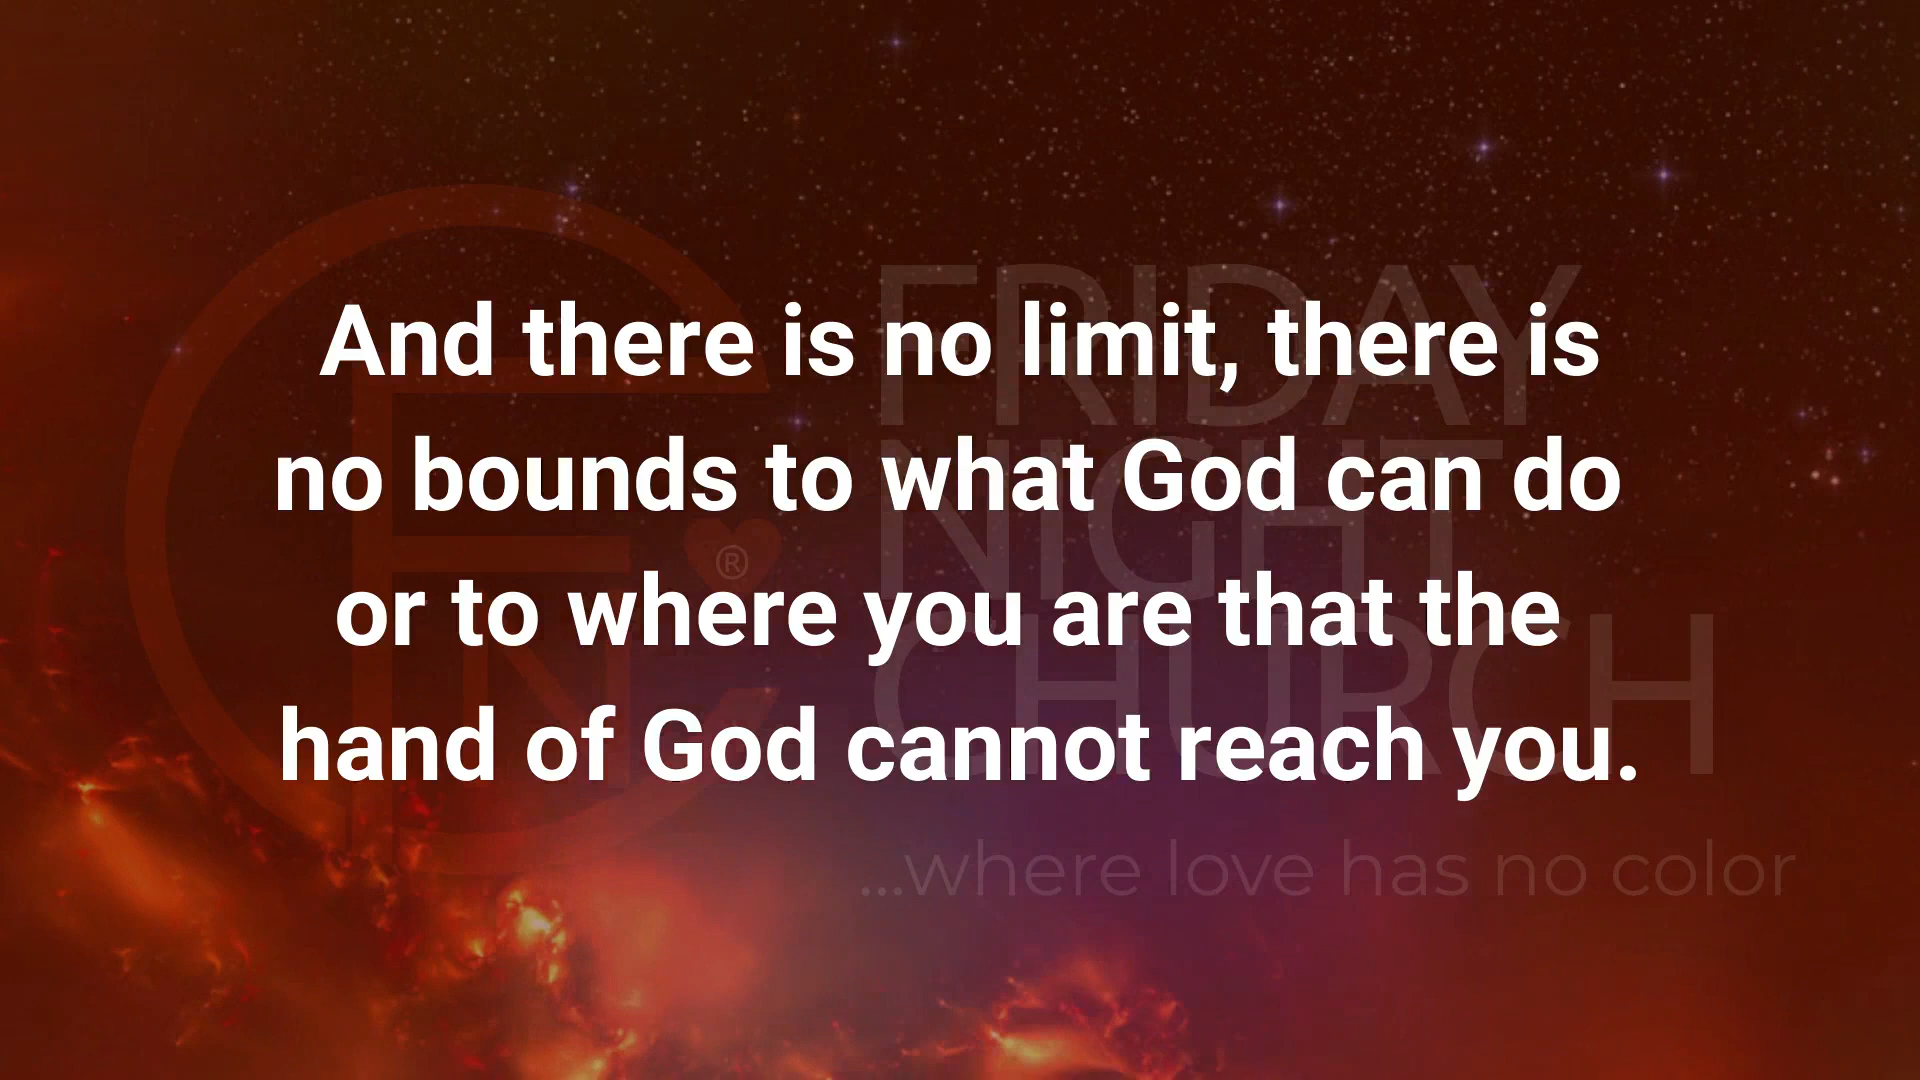 And there is no limit, there is
no bounds to what God can do
or to where you are that the
hand of God cannot reach you.
FRIDAY
NIGHT
CHURCH
...where love has no color
FN
®